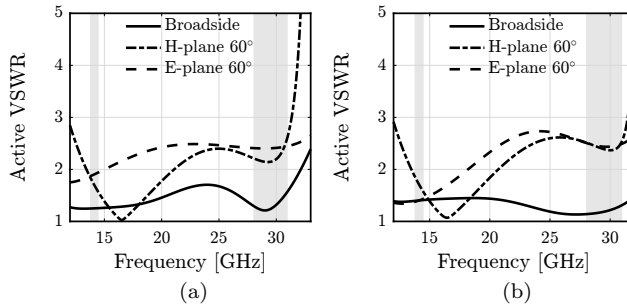 5
4
3
2
1
Active VSWR
Broadside
H-plane 60°
E-plane 60°
15 20 25 30
Frequency [GHz]
(a)
5
4
3
2
1
Active VSWR
Broadside
H-plane 60°
E-plane 60°
15 20 25 30
Frequency [GHz]
(b)